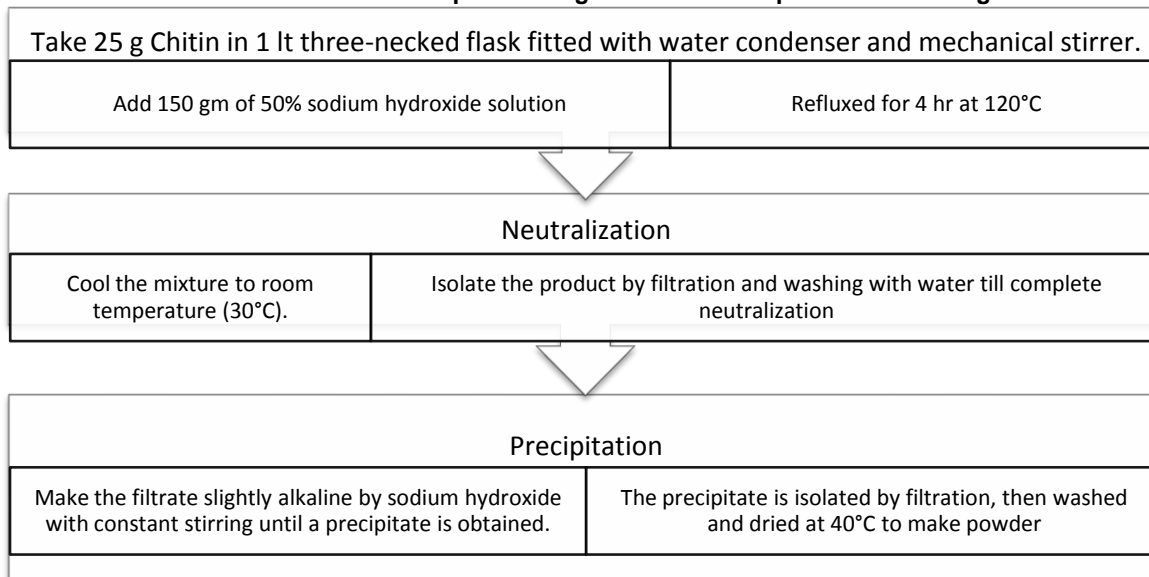 Take 25 g Chitin in 1 lt three-necked flask fitted with water condenser and mechanical stirrer.
Add 150 gm of 50% sodium hydroxide solution
Refluxed for 4 hr at 120°C
Neutralization
Cool the mixture to room
temperature (30°C).
Isolate the product by filtration and washing with water till complete
neutralization
Precipitation
Make the filtrate slightly alkaline by sodium hydroxide
with constant stirring until a precipitate is obtained.
The precipitate is isolated by filtration, then washed
and dried at 40°C to make powder